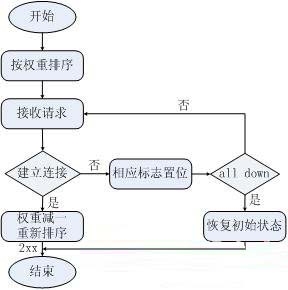 开始
按权重排序
接收请求
否
建立连接
否
相应标志置位
all down
是
是
权重减一
重新排序
恢复初始状态
2xx
结束